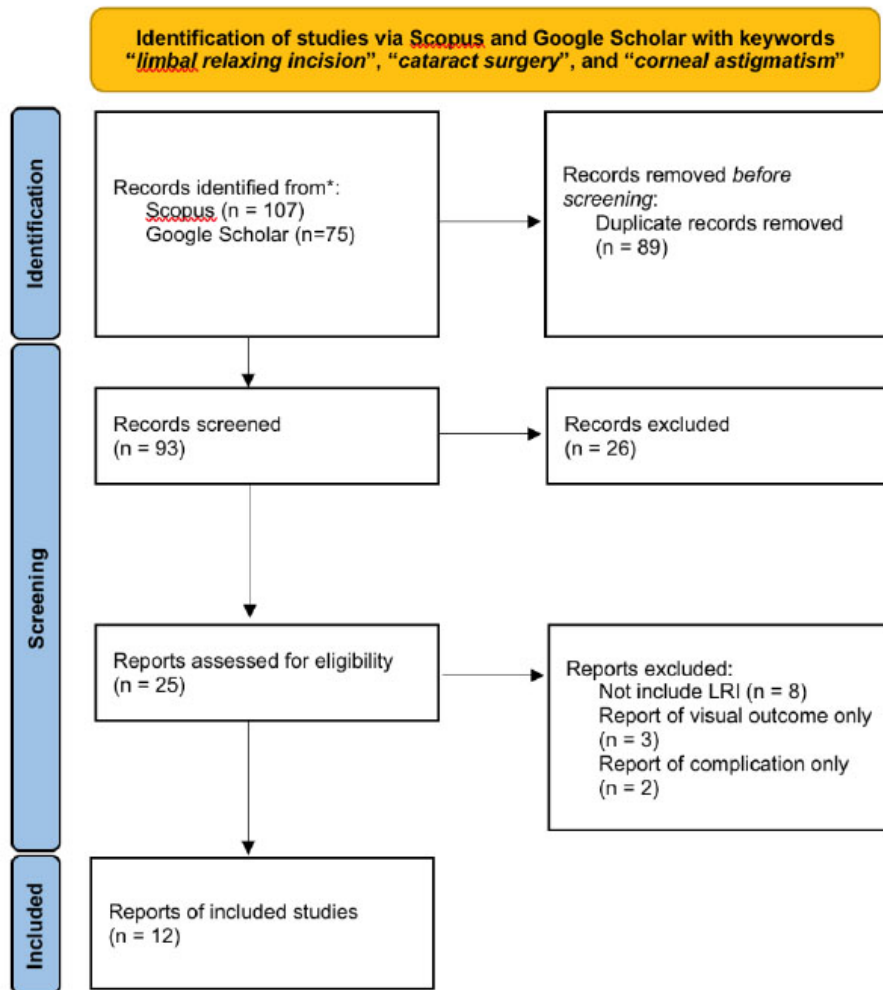 Identification of studies via Scopus and Google Scholar with keywords
“limbal relaxing incision”, “cataract surgery”, and “corneal astigmatism”
Identification
Records identified from*:
Scopus (n = 107)
Google Scholar (n=75)
Records removed before
screening:
Duplicate records removed
(n = 89)
Screening
Records screened
(n = 93)
Records excluded
(n = 26)
Reports assessed for eligibility
(n = 25)
Reports excluded:
Not include LRI (n = 8)
Report of visual outcome only
(n = 3)
Report of complication only
(n = 2)
Included
Reports of included studies
(n = 12)